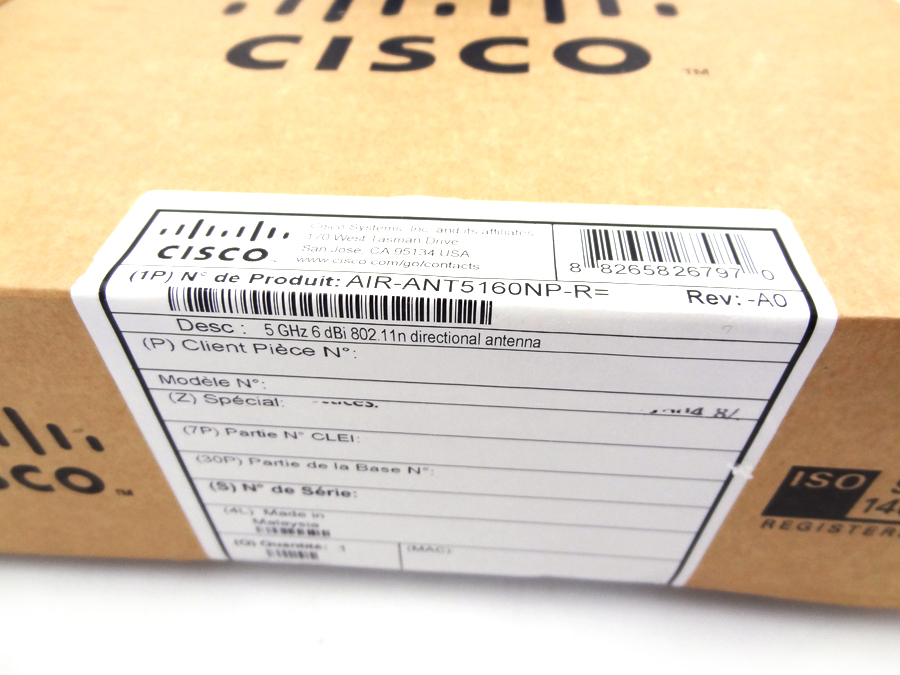 CISCO
TM
CISCO
Cisco Systems, Inc. and its affiliates
170 West Tasman Drive
San Jose, CA 95134 USA
www.cisco.com/go/contacts
8 82658 26797 0
(1P) N° de Produit: AIR-ANT5160NP-R=
Rev: -A0
Desc : 5 GHz 6 dBi 802.11n directional antenna
(P) Client Pièce N°:
Modèle N°:
(Z) Spécial:
(7P) Partie N° CLEI:
(30P) Partie de la Base N°:
(S) N° de Série:
(4L) Made in
Malaysia
(Q) Quantité: 1
(MAC)
CISCO
TM
ISO
REGISTER